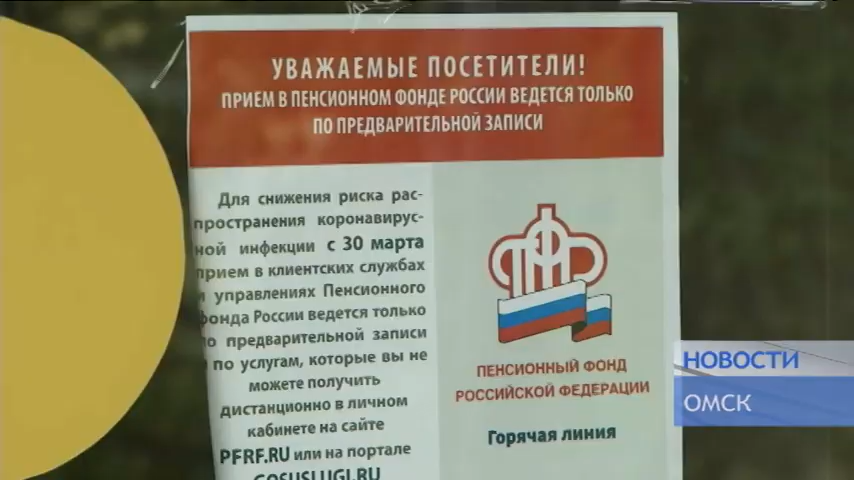 УВАЖАЕМЫЕ ПОСЕТИТЕЛИ!
ПРИЕМ В ПЕНСИОННОМ ФОНДЕ РОССИИ ВЕДЕТСЯ ТОЛЬКО
ПО ПРЕДВАРИТЕЛЬНОЙ ЗАПИСИ
Для снижения риска рас-
пространения коронавирус-
ной инфекции с 30 марта
прием в клиентских службах
и управлениях Пенсионного
фонда России ведется только
по предварительной записи
и по услугам, которые вы не
можете получить
дистанционно в личном
кабинете на сайте
PFRF.RU или на портале
GOSUSLUGI.RU
ПЕНСИОННЫЙ ФОНД
РОССИЙСКОЙ ФЕДЕРАЦИИ
Горячая линия
НОВОСТИ
ОМСК